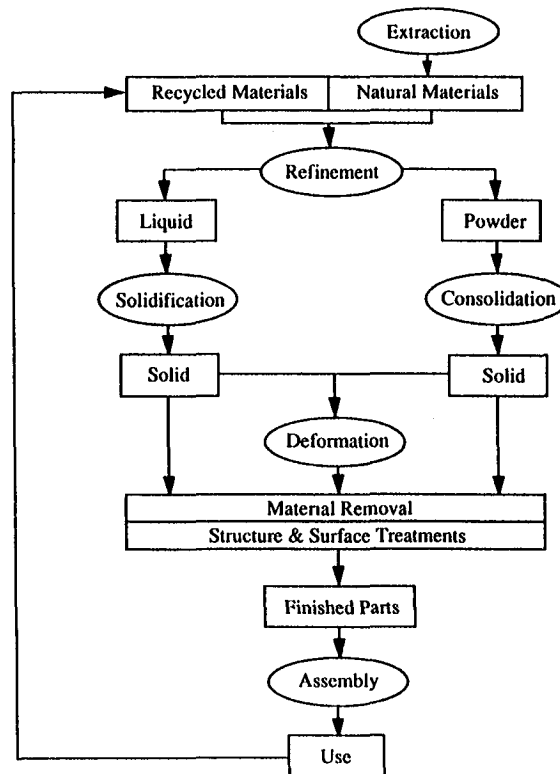 Extraction
Recycled Materials Natural Materials
Refinement
Liquid Powder
Solidification Consolidation
Solid Solid
Deformation
Material Removal
Structure & Surface Treatments
Finished Parts
Assembly
Use